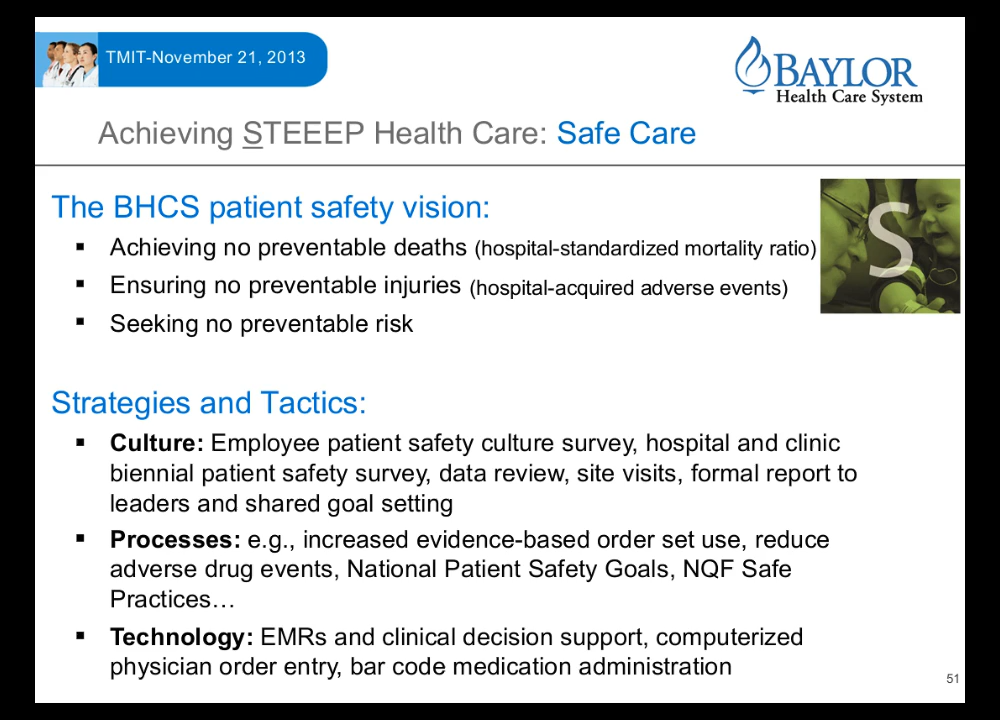 TMIT-November 21, 2013
BAYLOR
Health Care System
Achieving STEEEP Health Care: Safe Care
The BHCS patient safety vision:
▪ Achieving no preventable deaths (hospital-standardized mortality ratio)
▪ Ensuring no preventable injuries (hospital-acquired adverse events)
▪ Seeking no preventable risk
S
Strategies and Tactics:
▪ Culture: Employee patient safety culture survey, hospital and clinic
biennial patient safety survey, data review, site visits, formal report to
leaders and shared goal setting
▪ Processes: e.g., increased evidence-based order set use, reduce
adverse drug events, National Patient Safety Goals, NQF Safe
Practices…
▪ Technology: EMRs and clinical decision support, computerized
physician order entry, bar code medication administration
51